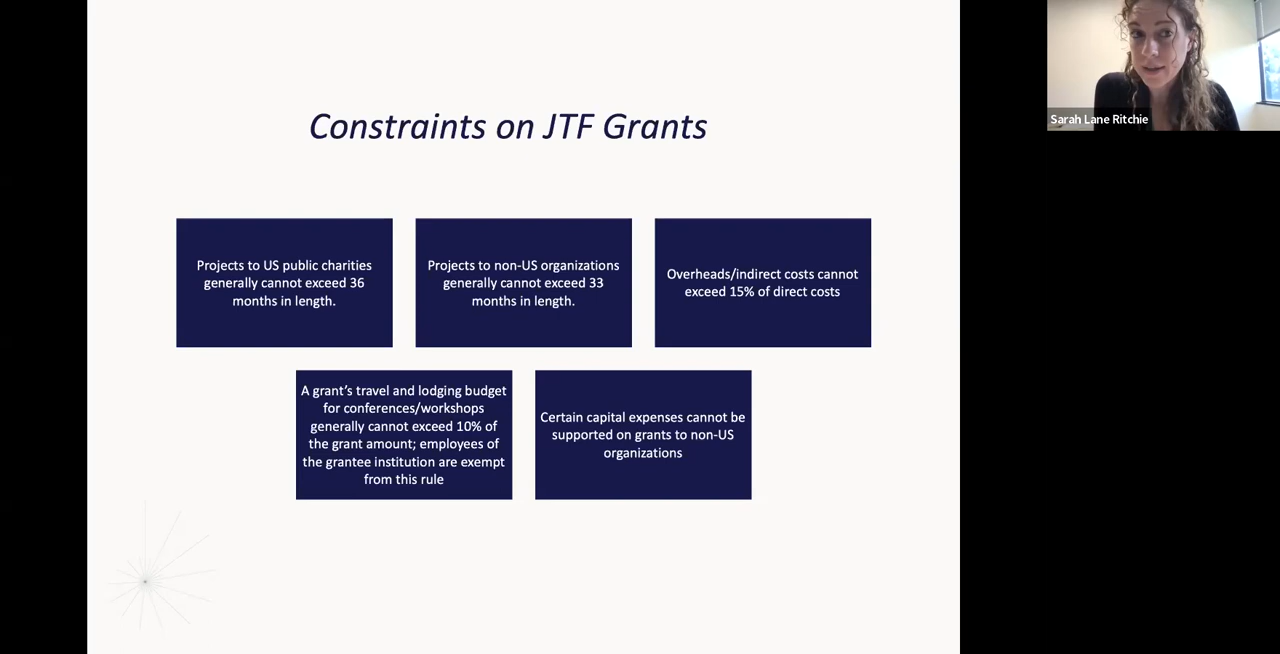 Constraints on JTF Grants
Projects to US public charities
generally cannot exceed 36
months in length.
Projects to non-US organizations
generally cannot exceed 33
months in length.
Overheads/indirect costs cannot
exceed 15% of direct costs
A grant’s travel and lodging budget
for conferences/workshops
generally cannot exceed 10% of
the grant amount; employees of
the grantee institution are exempt
from this rule
Certain capital expenses cannot be
supported on grants to non-US
organizations
Sarah Lane Ritchie